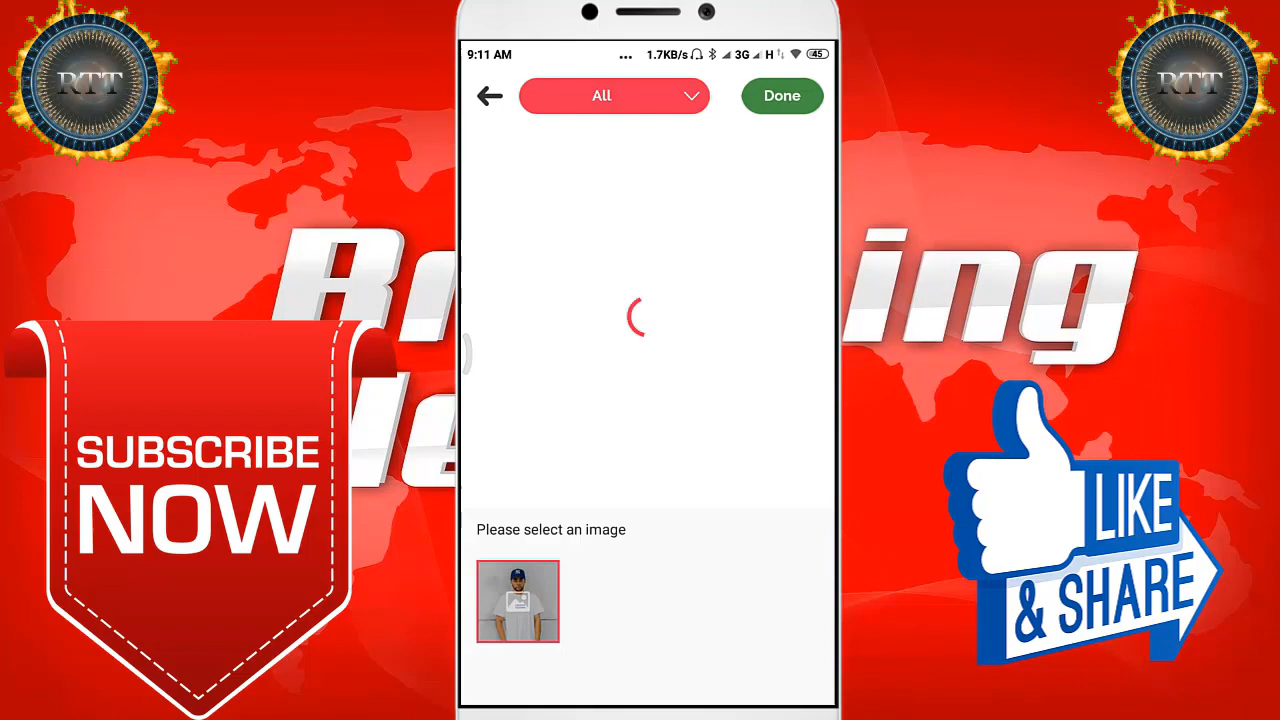 RTT
RTT
9:11 AM
... 1.7KB/s 3G H 45
All
Done
ing
SUBSCRIBE
NOW
LIKE
& SHARE
Please select an image